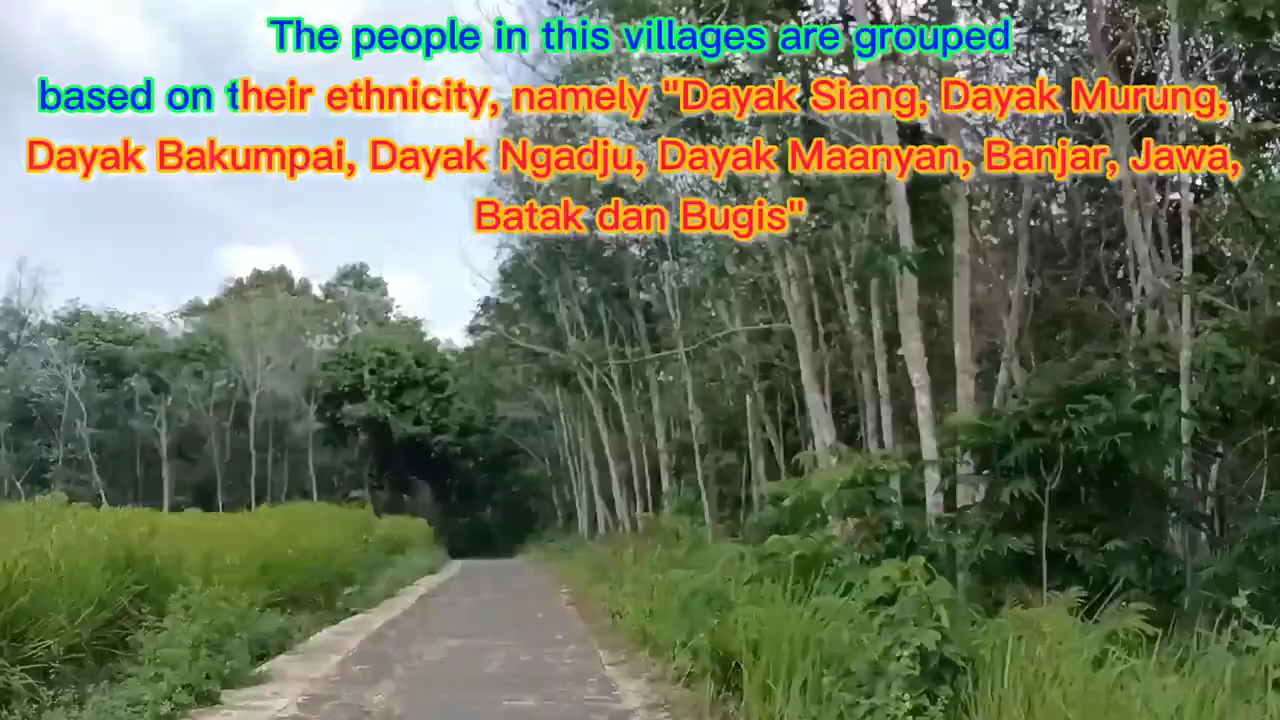 The people in this villages are grouped
based on their ethnicity, namely "Dayak Siang, Dayak Murung,
Dayak Bakumpai, Dayak Ngadju, Dayak Maanyan, Banjar, Jawa,
Batak dan Bugis"